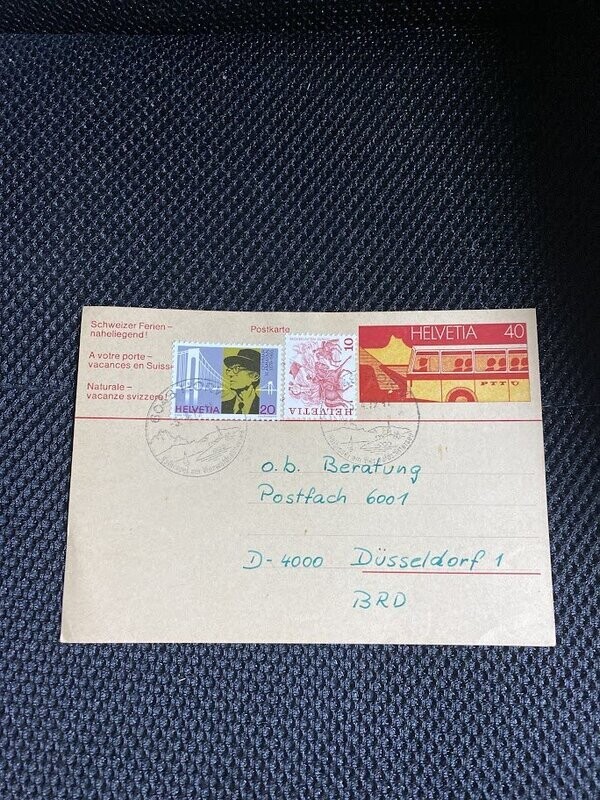 Schweizer Ferien –
naheliegend!
A votre porte –
vacances en Suisse
Naturale –
vacanze svizzere!
Postkarte
HELVETIA 20
HELVETIA 10
HELVETIA 40
PTT
o.b. Beratung
Postfach 6001
D-4000 Düsseldorf 1
BRD